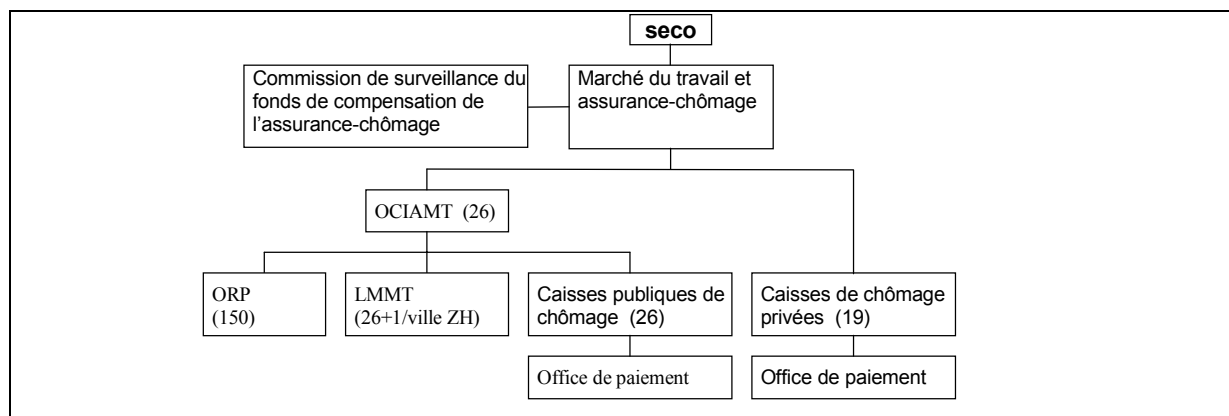 seco
Commission de surveillance du
fonds de compensation de
l'assurance-chômage
Marché du travail et
assurance-chômage
OCIAMT (26)
ORP
(150)
LMMT
(26+1/ville ZH)
Caisses publiques de
chômage (26)
Caisses de chômage
privées (19)
Office de paiement
Office de paiement